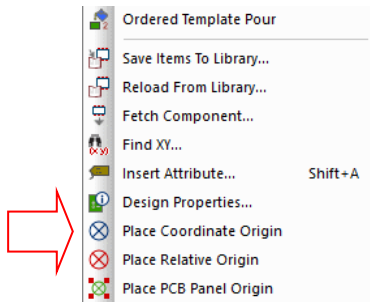 Ordered Template Pour
Save Items To Library...
Reload From Library...
Fetch Component...
Find XY...
Insert Attribute... Shift+A
Design Properties...
Place Coordinate Origin
Place Relative Origin
Place PCB Panel Origin